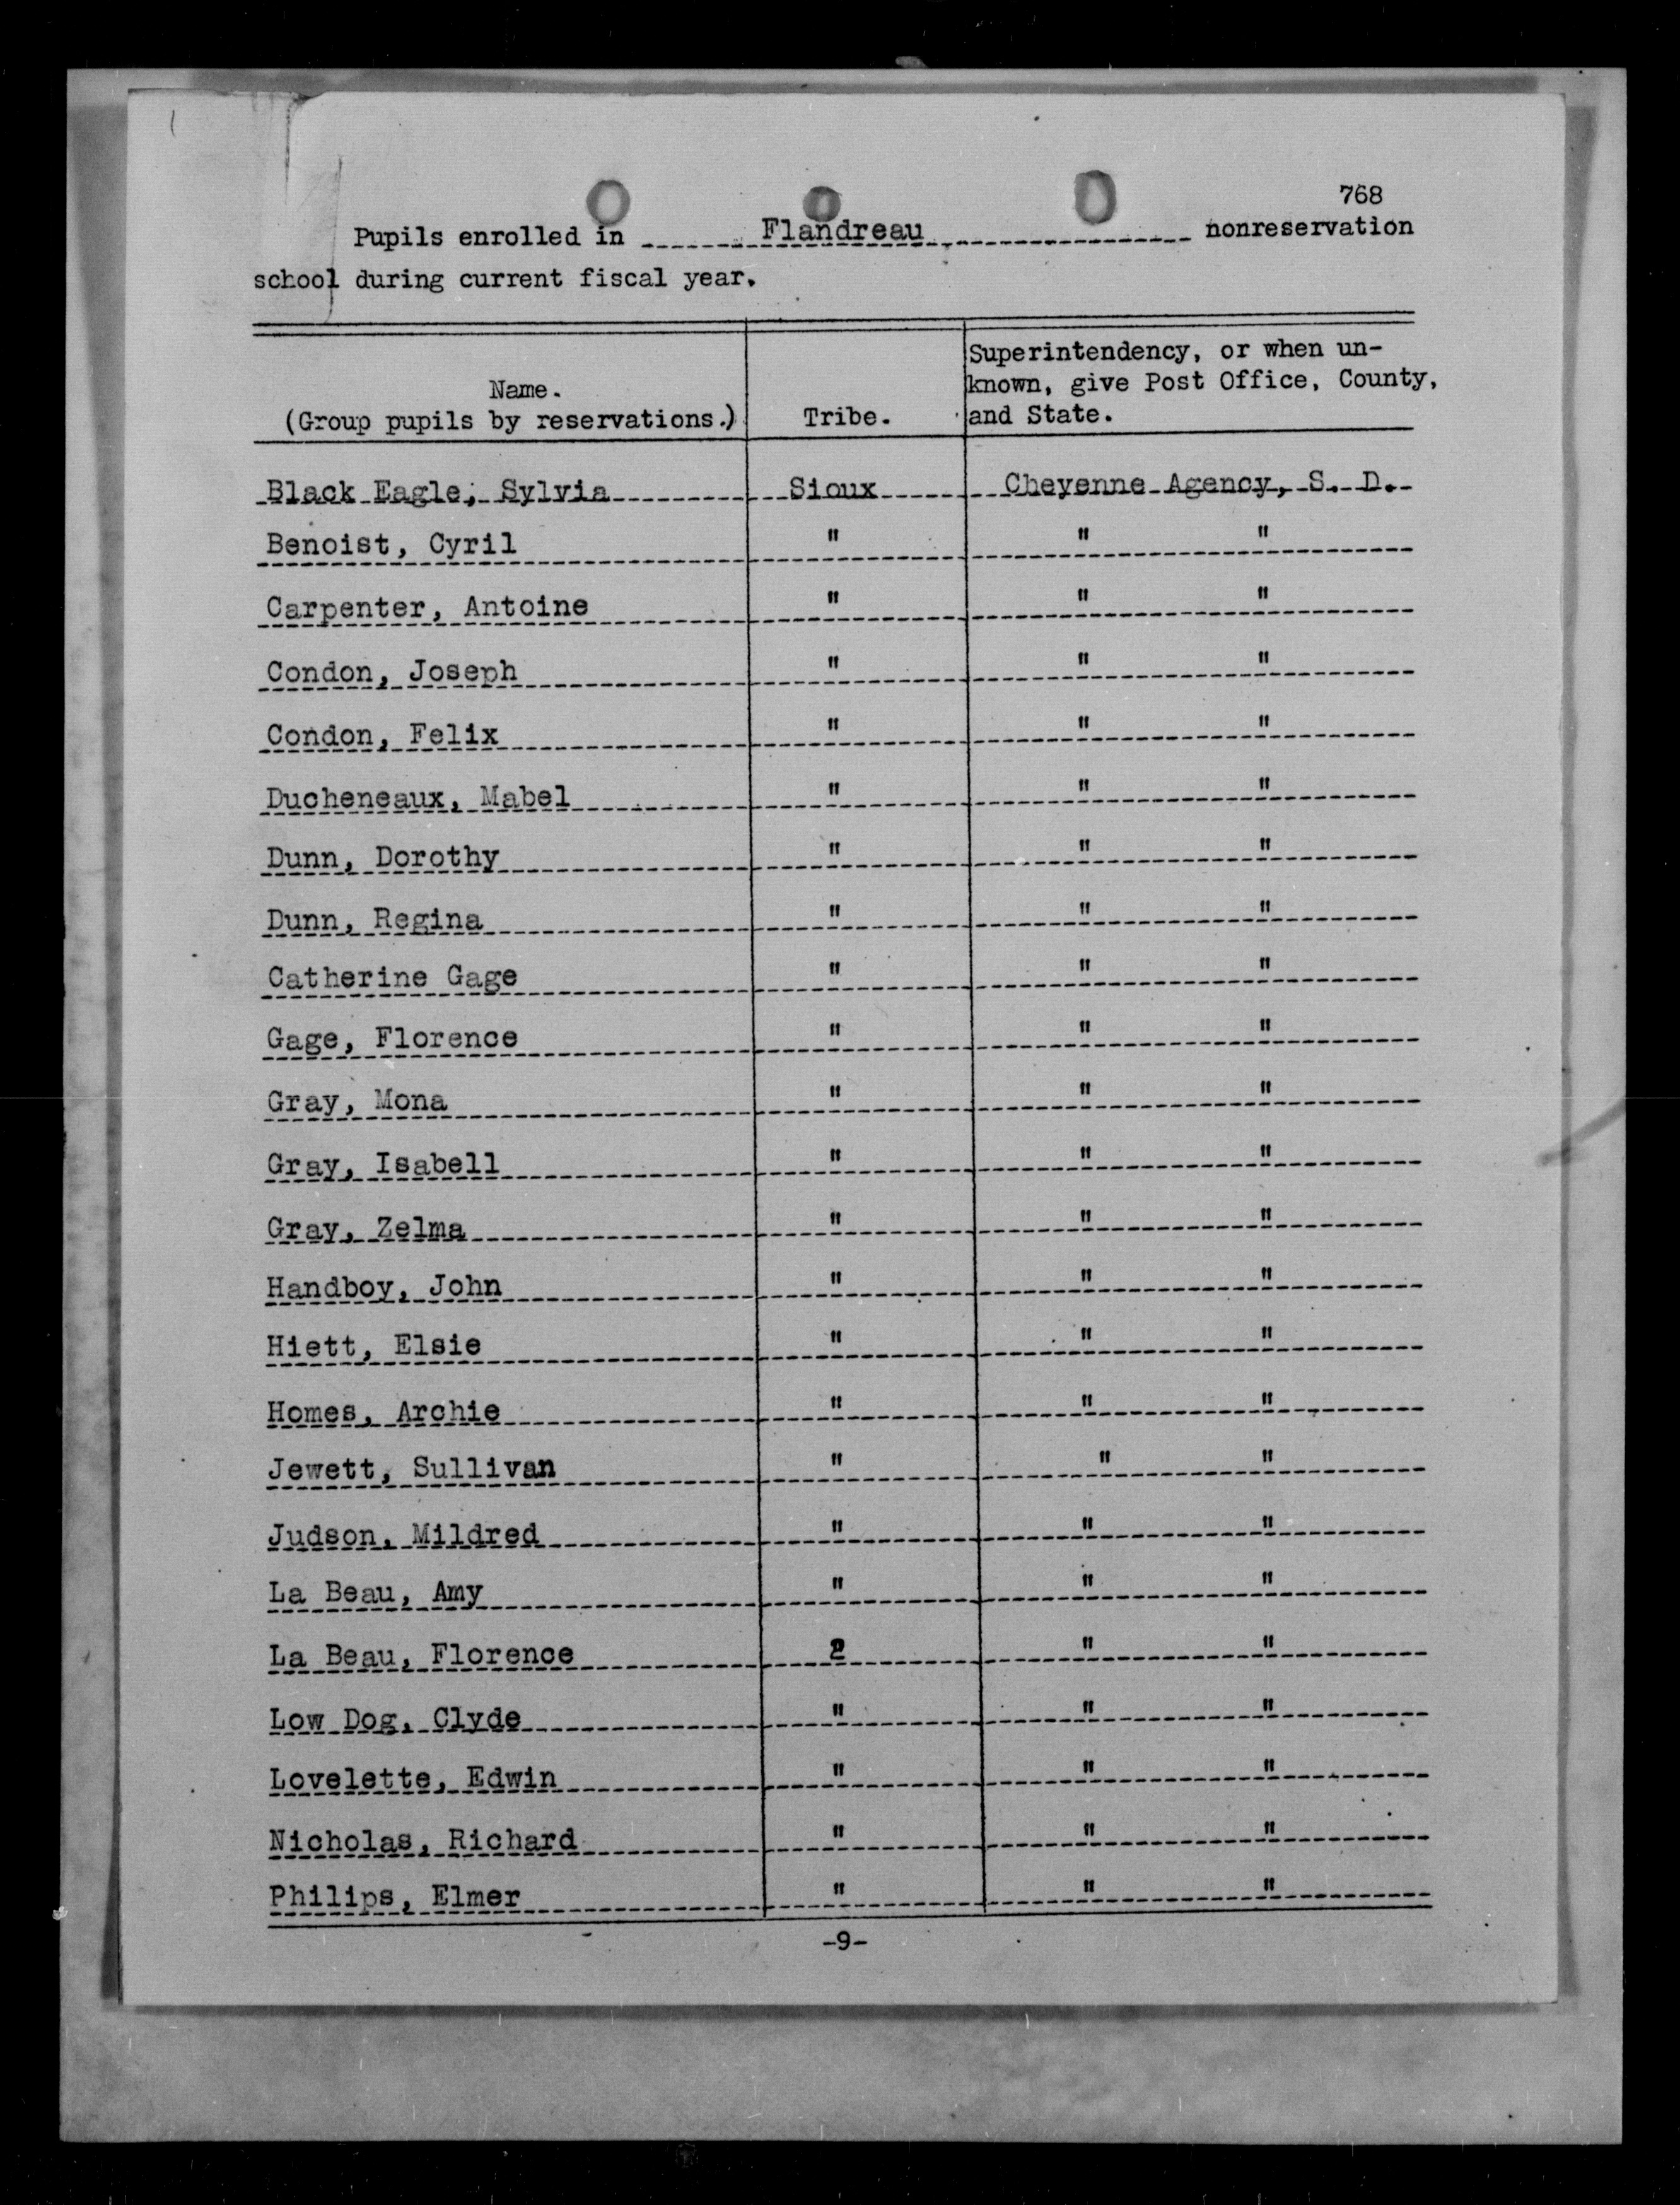 768
Pupils enrolled in Flandreau nonreservation
school during current fiscal year.
Superintendency, or when un-
known, give Post Office, County,
and State.
Name.
(Group pupils by reservations.)
Tribe.
Black Eagle, Sylvia Sioux Cheyenne Agency, S. D.
Benoist, Cyril " " "
Carpenter, Antoine " " "
Condon, Joseph " " "
Condon, Felix " " "
Ducheneaux, Mabel " " "
Dunn, Dorothy " " "
Dunn, Regina " " "
Catherine Gage " " "
Gage, Florence " " "
Gray, Mona " " "
Gray, Isabell " " "
Gray, Zelma " " "
Handboy, John " " "
Hiett, Elsie " " "
Homes, Archie " " "
Jewett, Sullivan " " "
Judson, Mildred " " "
La Beau, Amy " " "
La Beau, Florence 2 " "
Low Dog, Clyde " " "
Lovelette, Edwin " " "
Nicholas, Richard " " "
Philips, Elmer " " "
-9-